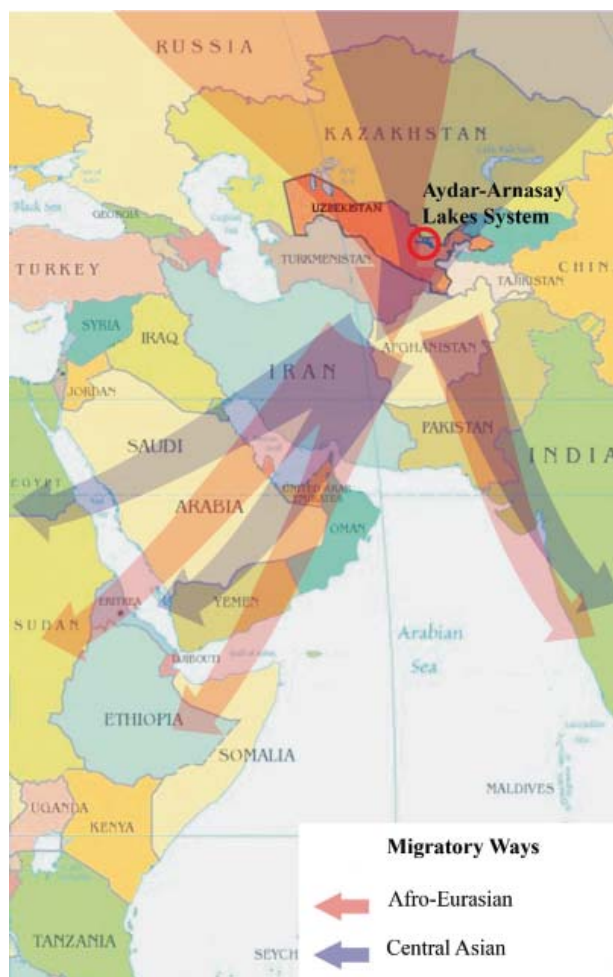 RUSSIA
KAZAKHSTAN
Aydar-Arnasay
Lakes System
UZBEKISTAN
Black Sea
GEORGIA
TURKEY
TURKMENISTAN
TAJIKISTAN
CHIN
SYRIA
IRAQ
IRAN
AFGHANISTAN
JORDAN
PAKISTAN
SAUDI
INDIA
EGYPT
ARABIA
UNITED ARAB
EMIRATES
OMAN
ERITREA
YEMEN
SUDAN
Arabian
Sea
DJIBOUTI
ETHIOPIA
SOMALIA
MALDIVES
UGANDA
KENYA
Migratory Ways
Afro-Eurasian
TANZANIA
SEYCH
Central Asian